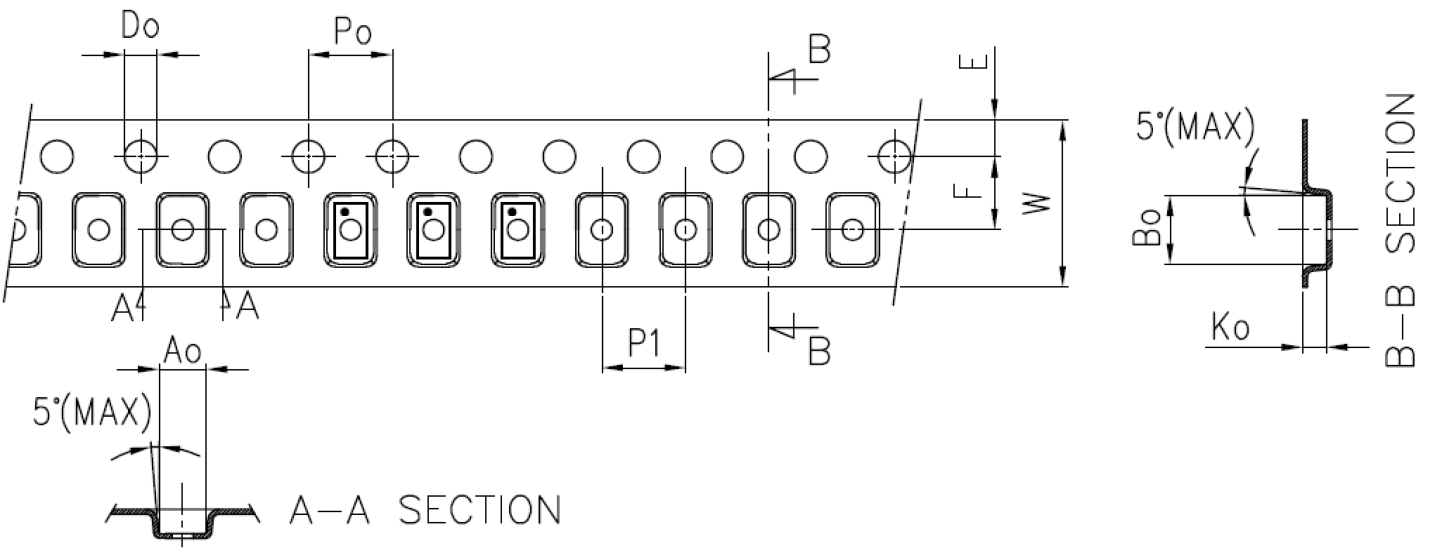 Do
Po
B
E
5°(MAX)
F
W
Bo
B-B SECTION
A
A
P1
B
Ko
Ao
5°(MAX)
A-A SECTION